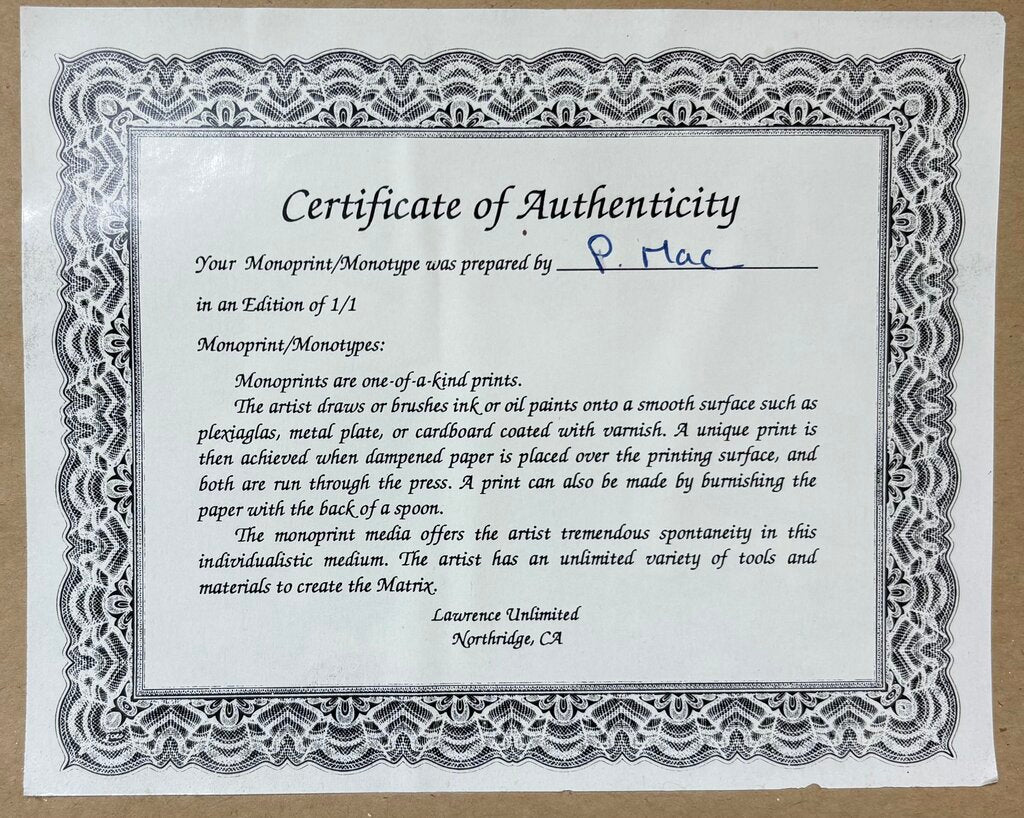 Certificate of Authenticity
Your Monoprint/Monotype was prepared by P. Mac
in an Edition of 1/1
Monoprint/Monotypes:
Monoprints are one-of-a-kind prints.
The artist draws or brushes ink or oil paints onto a smooth surface such as
plexiaglas, metal plate, or cardboard coated with varnish. A unique print is
then achieved when dampened paper is placed over the printing surface, and
both are run through the press. A print can also be made by burnishing the
paper with the back of a spoon.
The monoprint media offers the artist tremendous spontaneity in this
individualistic medium. The artist has an unlimited variety of tools and
materials to create the Matrix.
Lawrence Unlimited
Northridge, CA